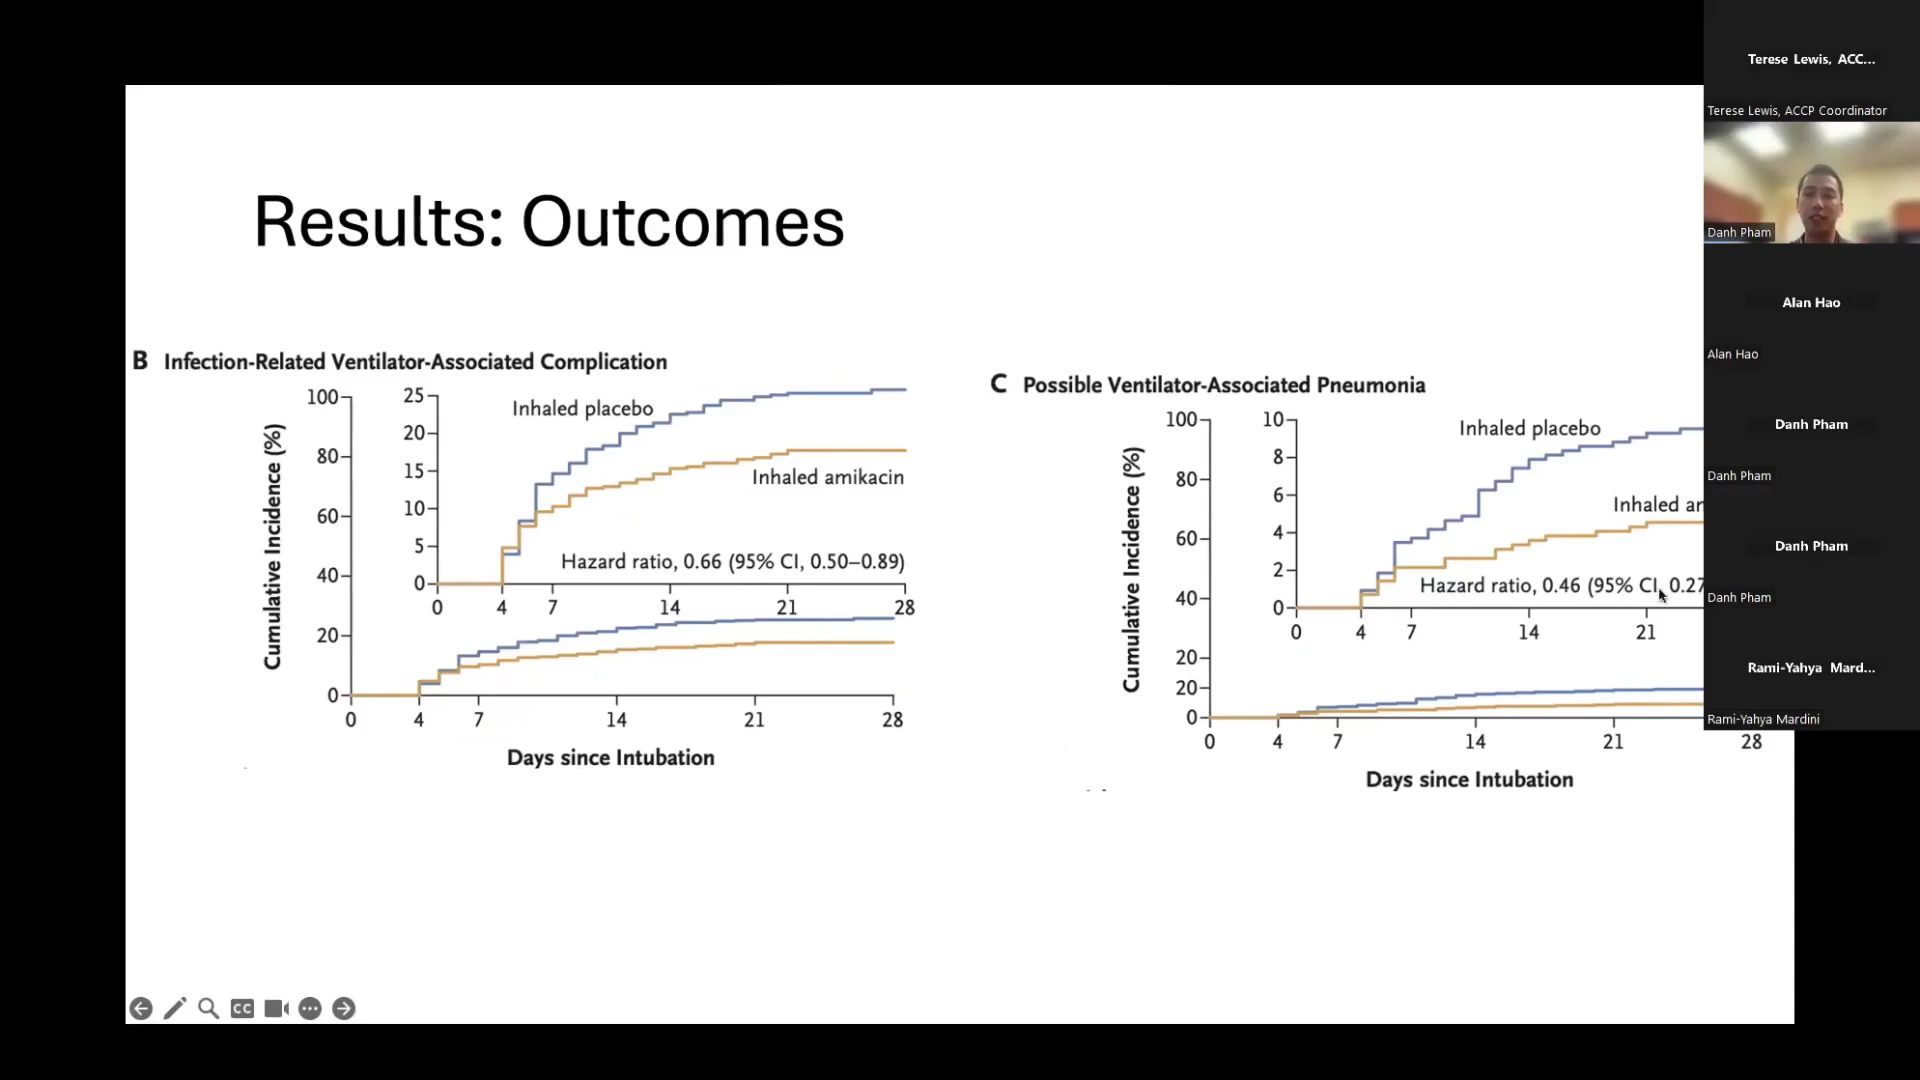 Results: Outcomes
B Infection-Related Ventilator-Associated Complication
Cumulative Incidence (%)
100
80
60
40
20
0
25
20
15
10
5
0
Inhaled placebo
Inhaled amikacin
Hazard ratio, 0.66 (95% CI, 0.50–0.89)
0 4 7 14 21 28
0 4 7 14 21 28
Days since Intubation
C Possible Ventilator-Associated Pneumonia
Cumulative Incidence (%)
100
80
60
40
20
20
0
10
8
6
4
2
0
Inhaled placebo
Inhaled
Hazard ratio, 0.46 (95% CI, 0.27
0 4 7 14 21
0 4 7 14 21 28
Days since Intubation
CC
Terese Lewis, ACC...
Terese Lewis, ACCP Coordinator
Danh Pham
Alan Hao
Alan Hao
Danh Pham
Danh Pham
Danh Pham
Danh Pham
Rami-Yahya Mard...
Rami-Yahya Mardini